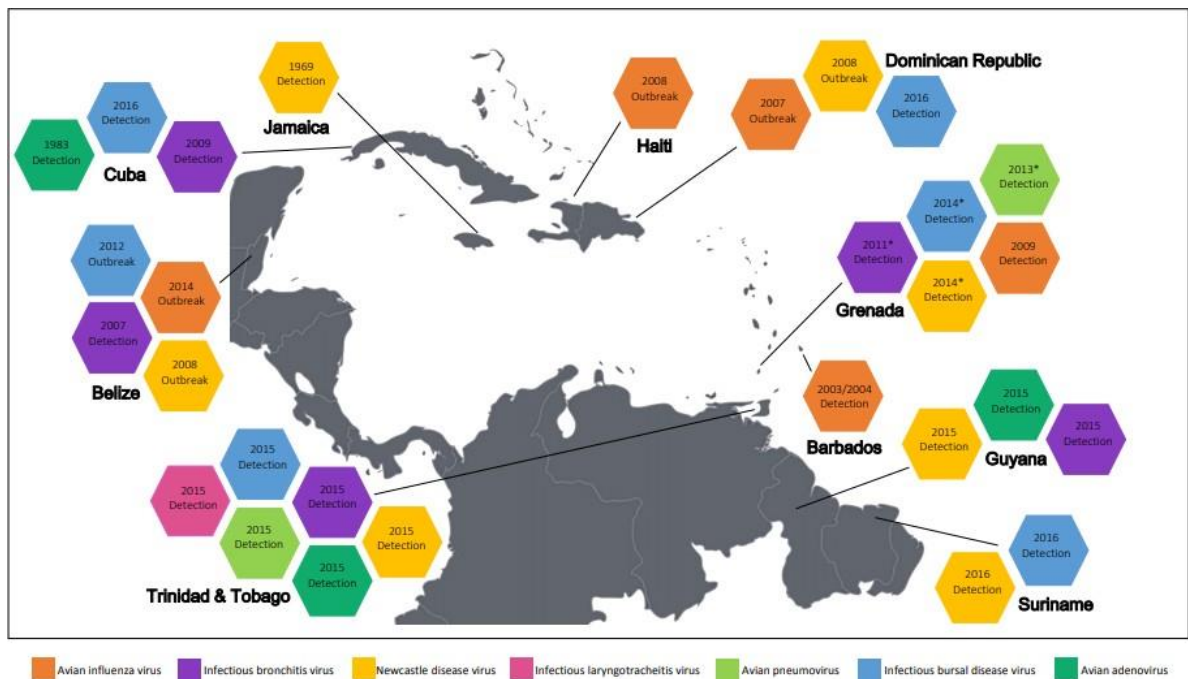 1969
Detection
Jamaica
2016
Detection
1983
Detection
2009
Detection
Cuba
2008
Outbreak
Haiti
Dominican Republic
2008
Outbreak
2007
Outbreak
2016
Detection
2013*
Detection
2014*
Detection
2011*
Detection
2009
Detection
2014*
Detection
Grenada
2012
Outbreak
2014
Outbreak
2007
Detection
2008
Outbreak
Belize
2003/2004
Detection
Barbados
2015
Detection
2015
Detection
2015
Detection
Guyana
2015
Detection
2015
Detection
2015
Detection
2015
Detection
2015
Detection
2015
Detection
Trinidad & Tobago
2016
Detection
2016
Detection
Suriname
Avian influenza virus
Infectious bronchitis virus
Newcastle disease virus
Infectious laryngotracheitis virus
Avian pneumovirus
Infectious bursal disease virus
Avian adenovirus